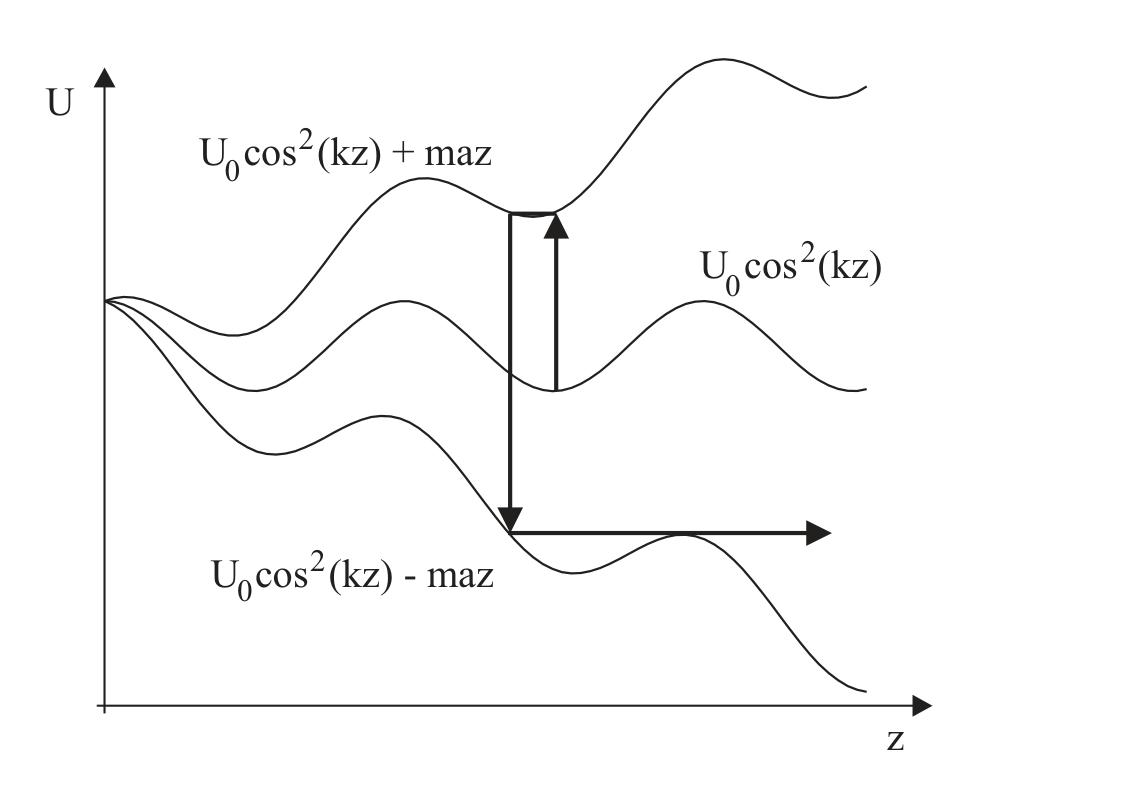 U
U₀cos²(kz) + maz
U₀cos²(kz)
U₀cos²(kz) - maz
z